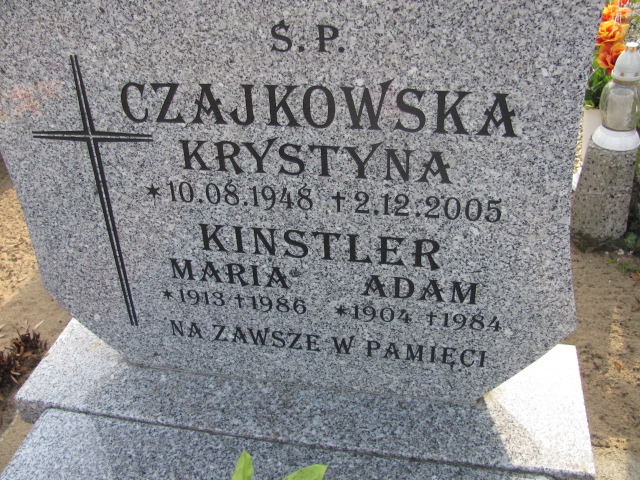 Ś. P.
CZAJKOWSKA
KRYSTYNA
*10.08.1948 †2.12.2005
KINSTLER
MARIA ADAM
*1913 †1986 *1904 †1984
NA ZAWSZE W PAMIĘCI